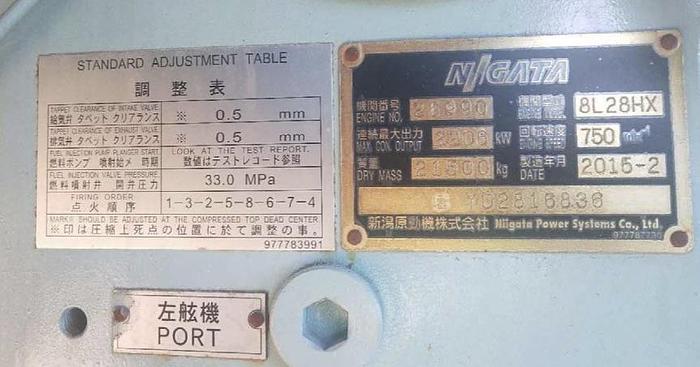 STANDARD ADJUSTMENT TABLE
調整表
TAPPET CLEARANCE OF INTAKE VALVE
給気弁 タペット クリアランス ※ 0.5 mm
TAPPET CLEARANCE OF EXHAUST VALVE
排気弁 タペット クリアランス ※ 0.5 mm
FUEL INJECTION PUMP PLANGER START LOOK AT THE TEST REPORT.
燃料ポンプ 噴射始メ 時期 数値はテストレコード参照
FUEL INJECTION VALVE PRESSURE
燃料噴射弁 開弁圧力 33.0 MPa
FIRING ORDER
点火順序 1-3-2-5-8-6-7-4
MARK※ SHOULD BE ADJUSTED AT THE COMPRESSED TOP DEAD CENTER
※印は圧縮上死点の位置に於て調整の事。
977783991
左舷機
PORT
NIIGATA
機関番号
ENGINE NO. 機関型式 8L28HX
連続最大出力 回転速度
MAX. CON. OUTPUT kW 750 min-1
質量 製造年月
DRY MASS 21500 kg DATE 2015-2
新潟原動機株式会社 Niigata Power Systems Co., Ltd.